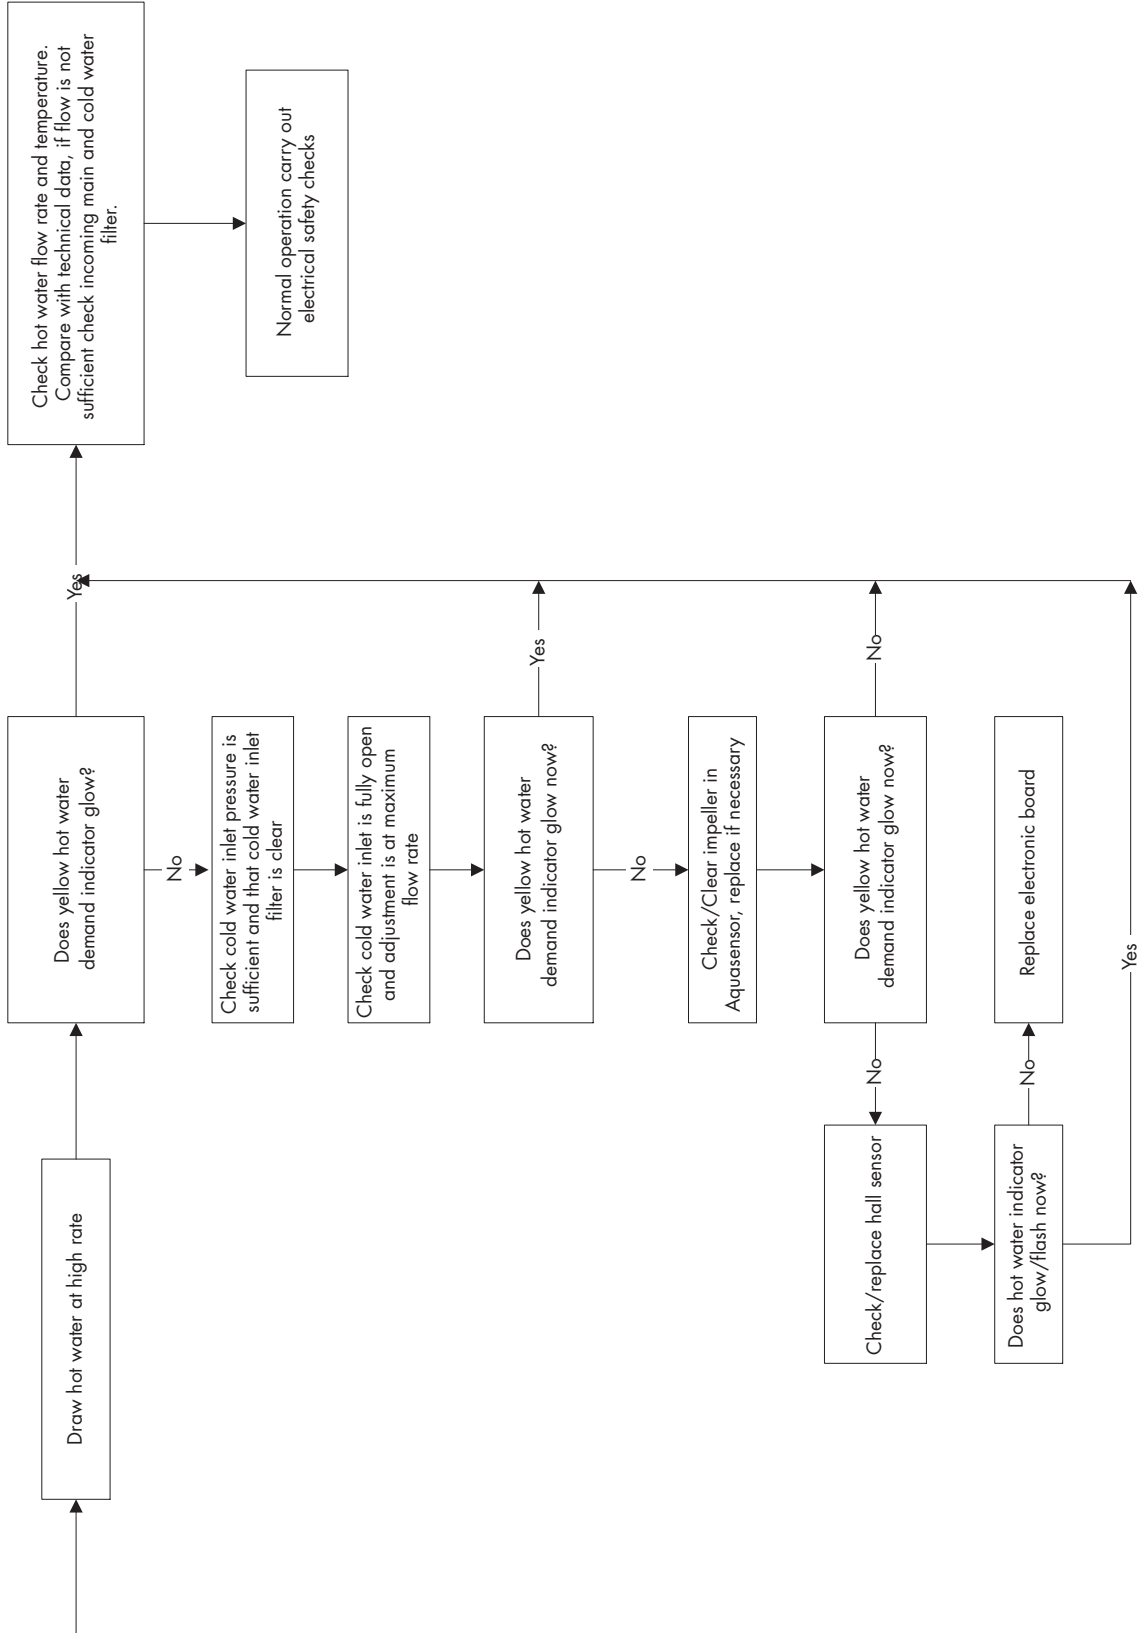 Draw hot water at high rate
Does yellow hot water
demand indicator glow?
Yes
Check hot water flow rate and temperature.
Compare with technical data, if flow is not
sufficient check incoming main and cold water
filter.
Normal operation carry out
electrical safety checks
No
Check cold water inlet pressure is
sufficient and that cold water inlet
filter is clear
Check cold water inlet is fully open
and adjustment is at maximum
flow rate
Does yellow hot water
demand indicator glow now?
Yes
No
Check/Clear impeller in
Aquasensor, replace if necessary
Does yellow hot water
demand indicator glow now?
No
No
Check/replace hall sensor
Does hot water indicator
glow/flash now?
No
Replace electronic board
Yes